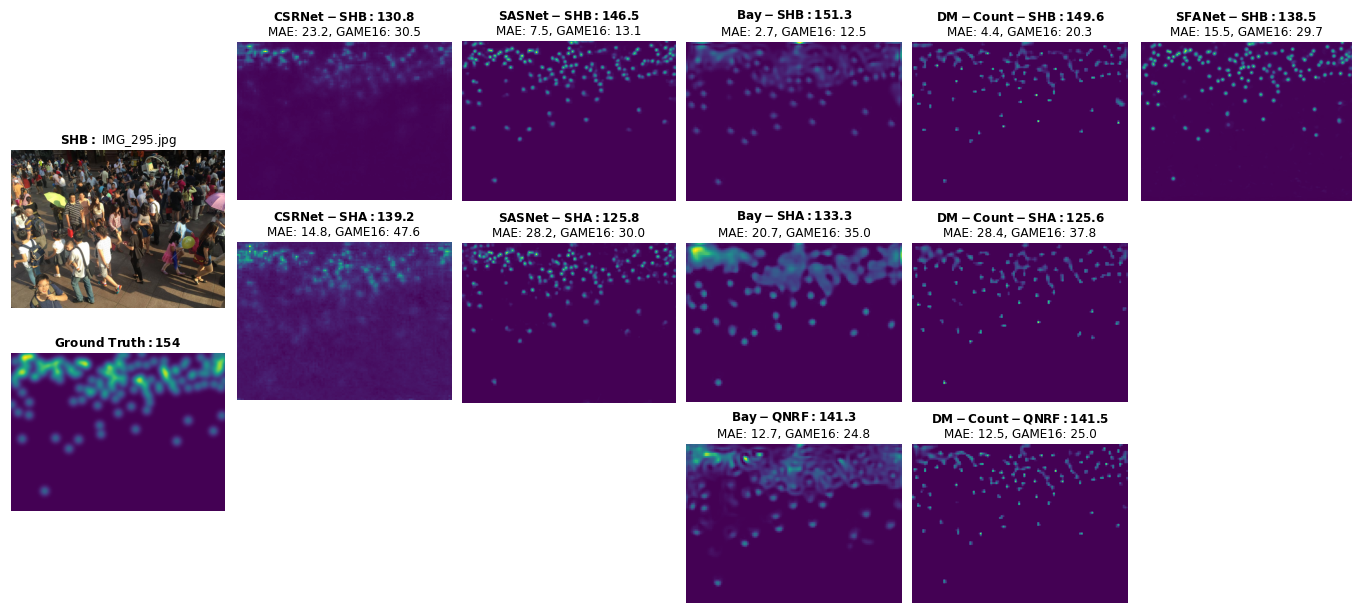 CSRNet − SHB: 130.8
MAE: 23.2, GAME16: 30.5
SASNet − SHB: 146.5
MAE: 7.5, GAME16: 13.1
Bay − SHB: 151.3
MAE: 2.7, GAME16: 12.5
DM − Count − SHB: 149.6
MAE: 4.4, GAME16: 20.3
SFANet − SHB: 138.5
MAE: 15.5, GAME16: 29.7
SHB: IMG_295.jpg
CSRNet − SHA: 139.2
MAE: 14.8, GAME16: 47.6
SASNet − SHA: 125.8
MAE: 28.2, GAME16: 30.0
Bay − SHA: 133.3
MAE: 20.7, GAME16: 35.0
DM − Count − SHA: 125.6
MAE: 28.4, GAME16: 37.8
Ground Truth: 154
Bay − QNRF: 141.3
MAE: 12.7, GAME16: 24.8
DM − Count − QNRF: 141.5
MAE: 12.5, GAME16: 25.0